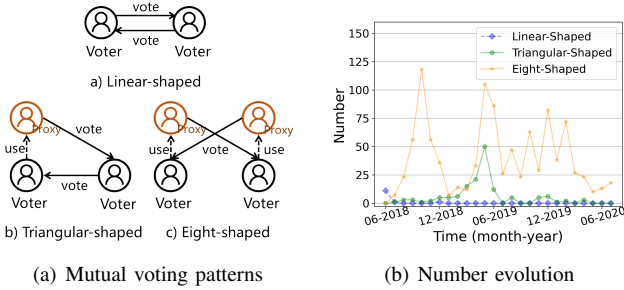 vote
vote
Voter
Voter
a) Linear-shaped
Proxy
vote
use
vote
Voter
Voter
b) Triangular-shaped
Proxy
Proxy
use
vote
use
Voter
Voter
c) Eight-shaped
(a) Mutual voting patterns
Linear-Shaped
Triangular-Shaped
Eight-Shaped
Number
150
125
100
75
50
25
0
06-2018
12-2018
06-2019
12-2019
06-2020
Time (month-year)
(b) Number evolution